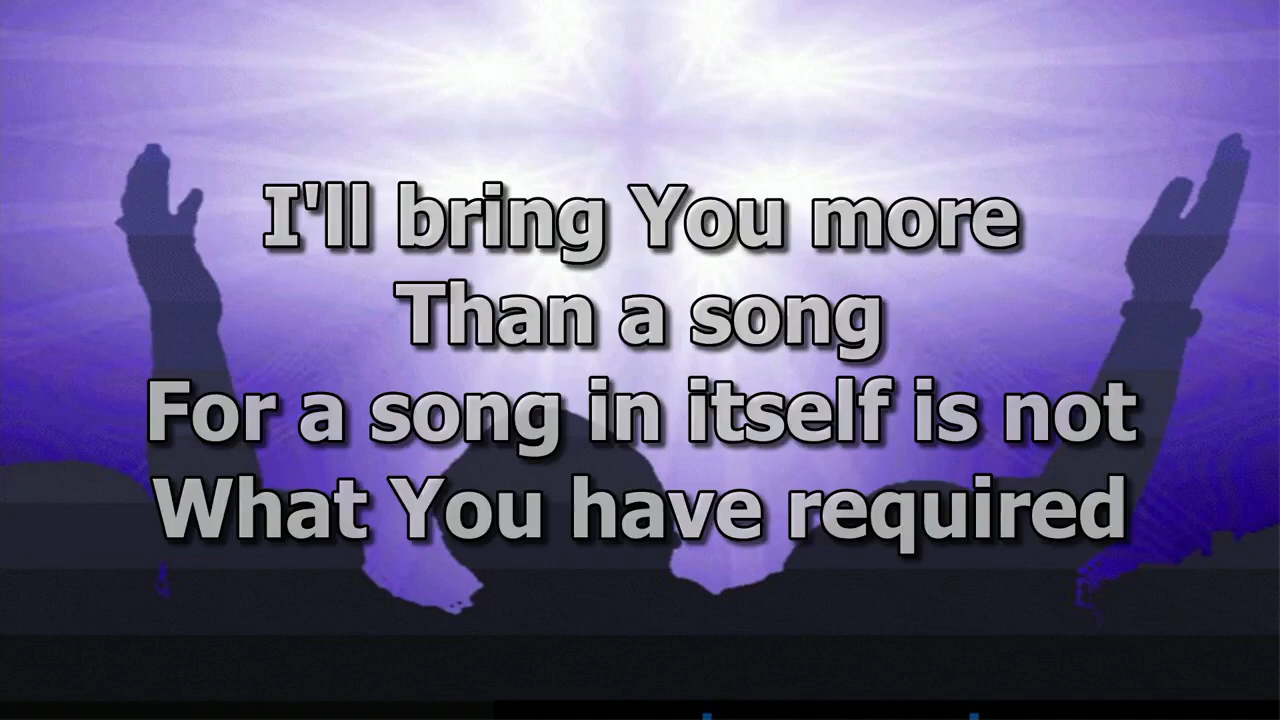 I'll bring You more
Than a song
For a song in itself is not
What You have required